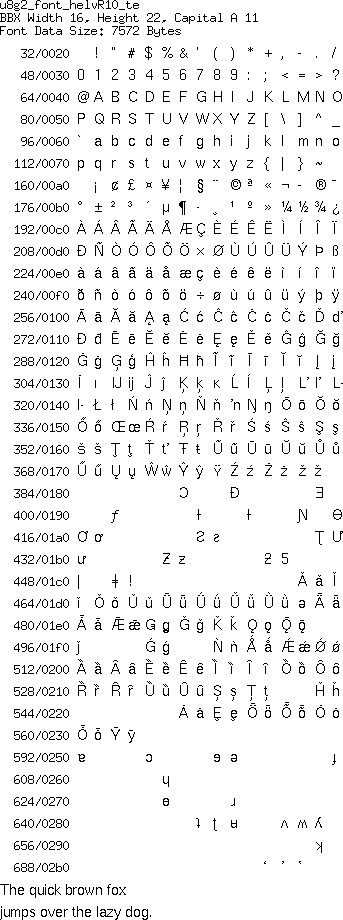 u8g2_font_helvR10_te
BBX Width 16, Height 22, Capital A 11
Font Data Size: 7572 Bytes
32/0020 ! " # $ % & ' ( ) * + , - . /
48/0030 0 1 2 3 4 5 6 7 8 9 : ; < = > ?
64/0040 @ A B C D E F G H I J K L M N O
80/0050 P Q R S T U V W X Y Z [ \ ] ^ _
96/0060 ` a b c d e f g h i j k l m n o
112/0070 p q r s t u v w x y z { | } ~
160/00a0 ¡ ¢ £ ¤ ¥ ¦ § ¨ © ª « ¬ - ® ¯
176/00b0 ° ± ² ³ ´ µ ¶ · ¸ ¹ º » ¼ ½ ¾ ¿
192/00c0 À Á Â Ã Ä Å Æ Ç È É Ê Ë Ì Í Î Ï
208/00d0 Ð Ñ Ò Ó Ô Õ Ö × Ø Ù Ú Û Ü Ý Þ ß
224/00e0 à á â ã ä å æ ç è é ê ë ì í î ï
240/00f0 ð ñ ò ó ô õ ö ÷ ø ù ú û ü ý þ ÿ
256/0100 Ā ā Ă ă Ą ą Ć ć Ĉ ĉ Ċ ċ Č č Ď ď
272/0110 Đ đ Ē ē Ĕ ĕ Ė ė Ę ę Ě ě Ĝ ĝ Ğ ğ
288/0120 Ġ ġ Ģ ģ Ĥ ĥ Ħ ħ Ĩ ĩ Ī ī Ĭ ĭ Į į
304/0130 İ ı Ĳ ĳ Ĵ ĵ Ķ ķ ĸ Ĺ ĺ Ļ ļ Ľ ľ Ŀ
320/0140 ŀ Ł ł Ń ń Ņ ņ Ň ň ŉ Ŋ ŋ Ō ō Ŏ ŏ
336/0150 Ő ő Œ œ Ŕ ŕ Ŗ ŗ Ř ř Ś ś Ŝ ŝ Ş ş
352/0160 Š š Ţ ţ Ť ť Ŧ ŧ Ũ ũ Ū ū Ŭ ŭ Ů ů
368/0170 Ű ű Ų ų Ŵ ŵ Ŷ ŷ Ÿ Ź ź Ż ż Ž ž
384/0180 Ɔ Ɖ Ǝ
400/0190 ƒ Ɨ ƚ Ɲ Ɵ
416/01a0 Ơ ơ Ƨ ƨ Ʈ Ư
432/01b0 ư Ƶ ƶ ƻ Ƽ
448/01c0 ǀ ǂ ǃ Ǎ ǎ Ǐ
464/01d0 ǐ Ǒ ǒ Ǔ ǔ Ǖ ǖ Ǘ ǘ Ǚ ǚ Ǜ ǜ ǝ Ǟ ǟ
480/01e0 Ǡ ǡ Ǣ ǣ Ǥ ǥ Ǧ ǧ Ǩ ǩ Ǫ ǫ Ǭ ǭ
496/01f0 ǰ Ǵ ǵ Ǹ ǹ Ǻ ǻ Ǽ ǽ Ǿ ǿ
512/0200 Ȁ ȁ Ȃ ȃ Ȅ ȅ Ȇ ȇ Ȉ ȉ Ȋ ȋ Ȍ ȍ Ȏ ȏ
528/0210 Ȑ ȑ Ȓ ȓ Ȕ ȕ Ȗ ȗ Ș ș Ț ț Ȟ ȟ
544/0220 Ȧ ȧ Ȩ ȩ Ȫ ȫ Ȭ ȭ Ȯ ȯ
560/0230 Ȱ ȱ Ȳ ȳ
592/0250 ɐ ɔ ɘ ə ɟ
608/0260 ɥ
624/0270 ɵ ɹ
640/0280 ʇ ʈ ʉ ʌ ʍ ʎ
656/0290 ʞ
688/02b0 ʻ ʼ ʽ
The quick brown fox
jumps over the lazy dog.